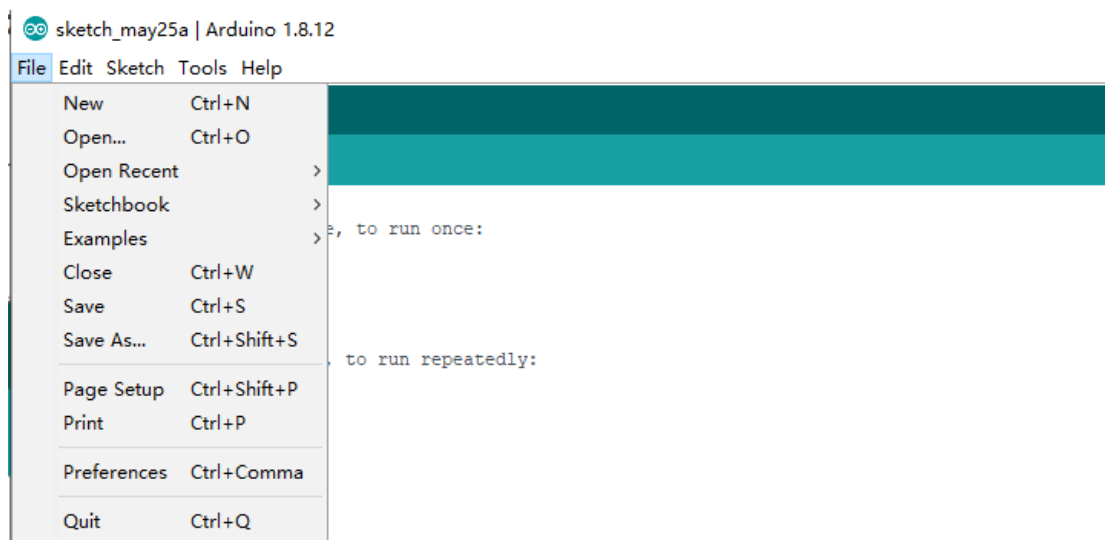 sketch_may25a | Arduino 1.8.12
File Edit Sketch Tools Help
New Ctrl+N
Open... Ctrl+O
Open Recent >
Sketchbook >
Examples >
Close Ctrl+W
Save Ctrl+S
Save As... Ctrl+Shift+S
Page Setup Ctrl+Shift+P
Print Ctrl+P
Preferences Ctrl+Comma
Quit Ctrl+Q
, to run once:
, to run repeatedly: